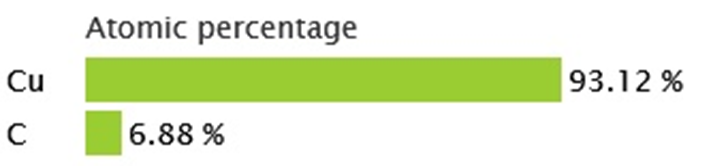 Atomic percentage
Cu 93.12 %
C 6.88 %